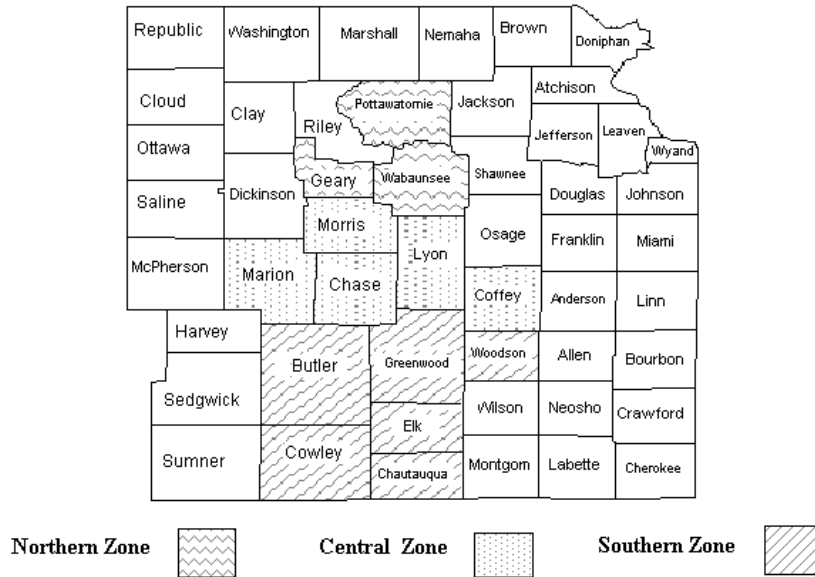 Republic
Washington
Marshall
Nemaha
Brown
Doniphan
Cloud
Clay
Riley
Pottawatomie
Jackson
Atchison
Ottawa
Jefferson
Leaven
Wyand
Saline
Dickinson
Geary
Wabaunsee
Shawnee
Douglas
Johnson
Morris
Osage
Franklin
Miami
McPherson
Marion
Chase
Lyon
Coffey
Anderson
Linn
Harvey
Butler
Greenwood
Woodson
Allen
Bourbon
Sedgwick
Elk
Wilson
Neosho
Crawford
Sumner
Cowley
Chautauqua
Montgom
Labette
Cherokee
Northern Zone Central Zone Southern Zone